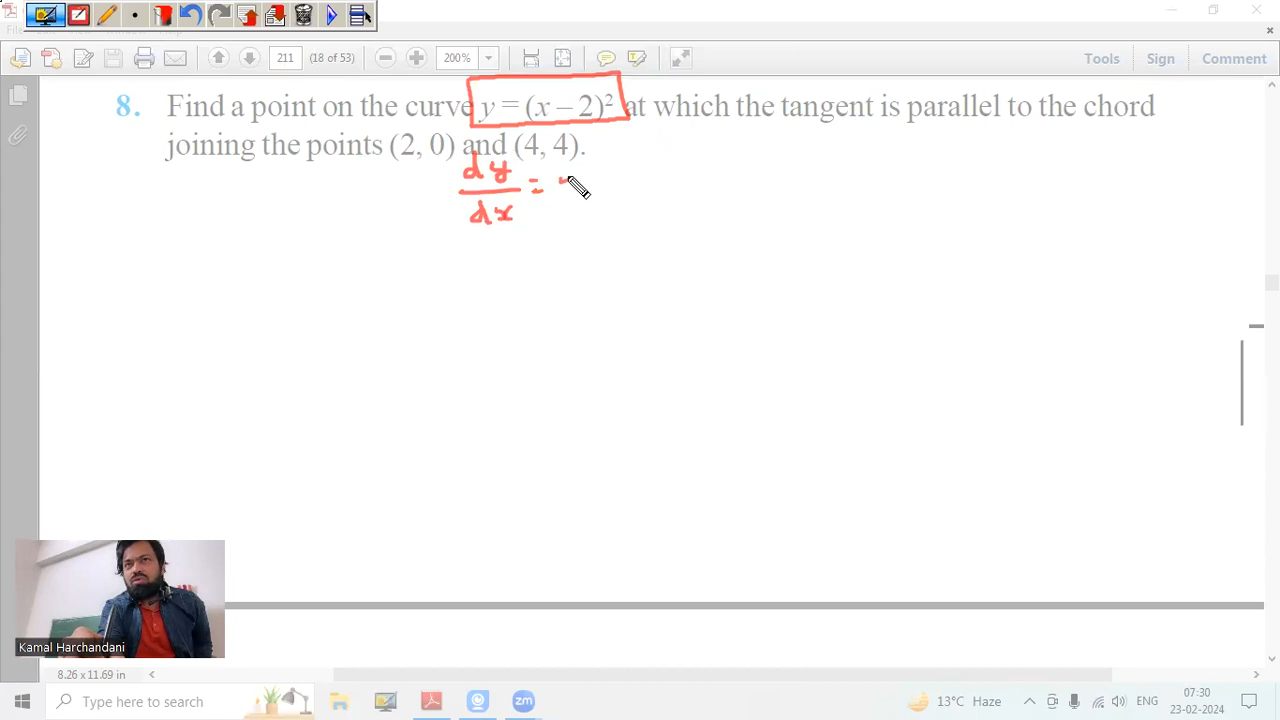 211 (18 of 53) 200% Tools Sign Comment
8. Find a point on the curve y = (x – 2)² at which the tangent is parallel to the chord
joining the points (2, 0) and (4, 4).
dy
dx =
Kamal Harchandani
8.26 x 11.69 in
Type here to search
zm
13°C Haze
ENG
07:30
23-02-2024